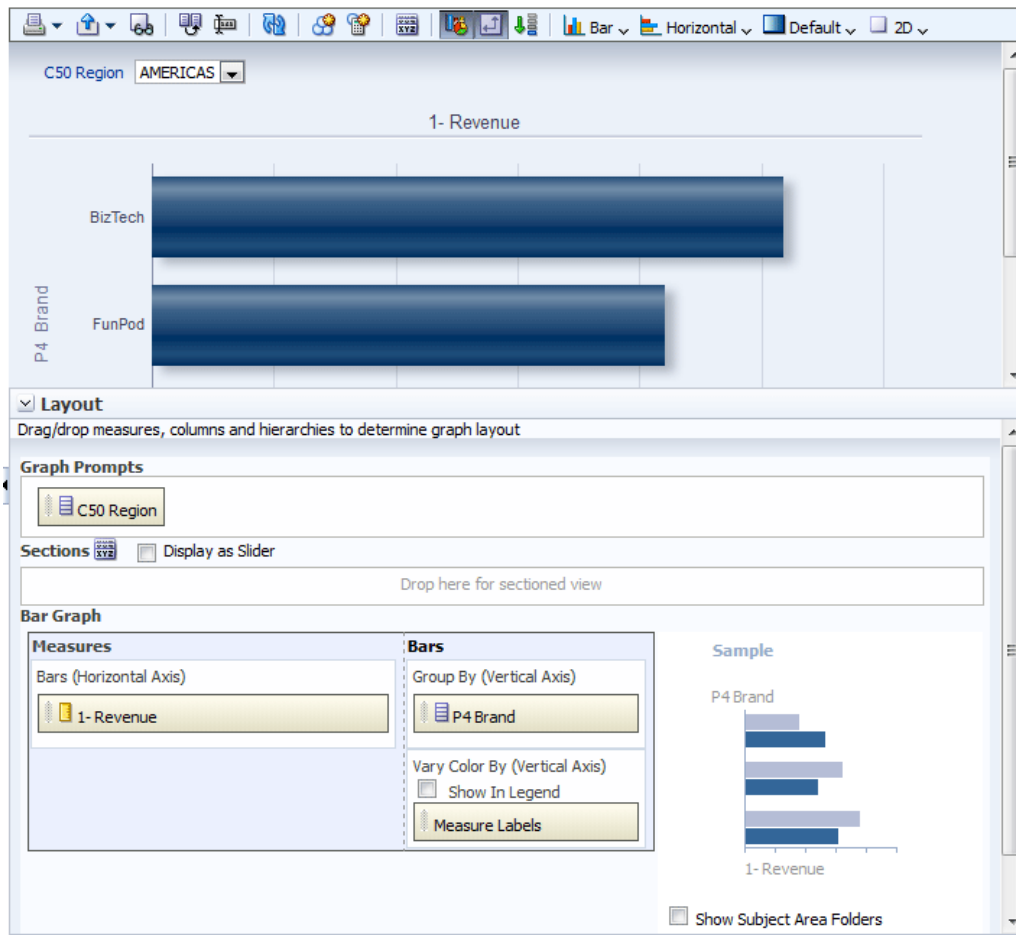 Bar Horizontal Default 2D
C50 Region AMERICAS
1- Revenue
BizTech
FunPod
P4 Brand
Layout
Drag/drop measures, columns and hierarchies to determine graph layout
Graph Prompts
C50 Region
Sections Display as Slider
Drop here for sectioned view
Bar Graph
Measures
Bars (Horizontal Axis)
1- Revenue
Bars
Group By (Vertical Axis)
P4 Brand
Vary Color By (Vertical Axis)
Show In Legend
Measure Labels
Sample
P4 Brand
1- Revenue
Show Subject Area Folders